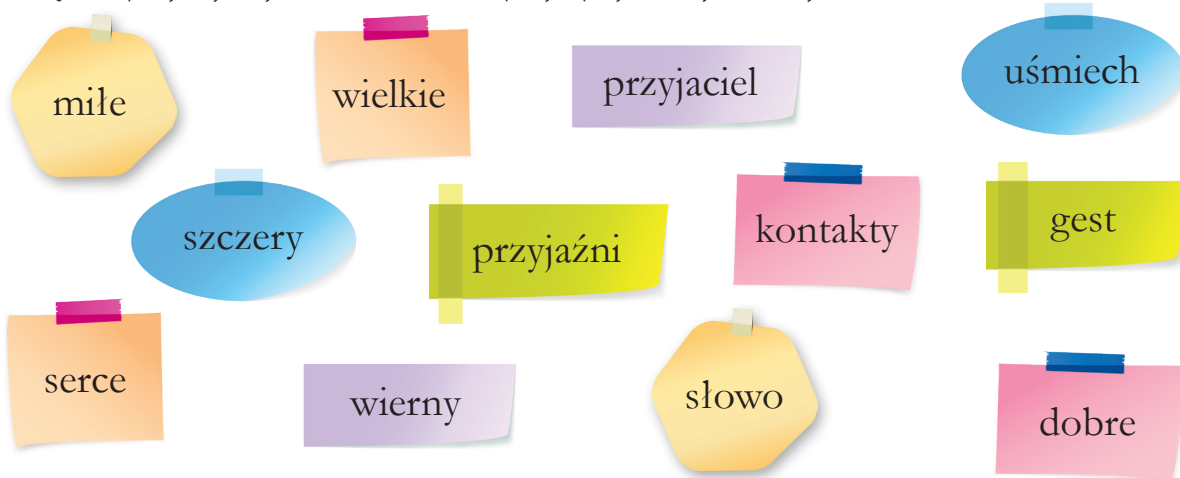 miłe
wielkie
przyjaciel
uśmiech
szczery
przyjaźni
kontakty
gest
serce
wierny
słowo
dobre